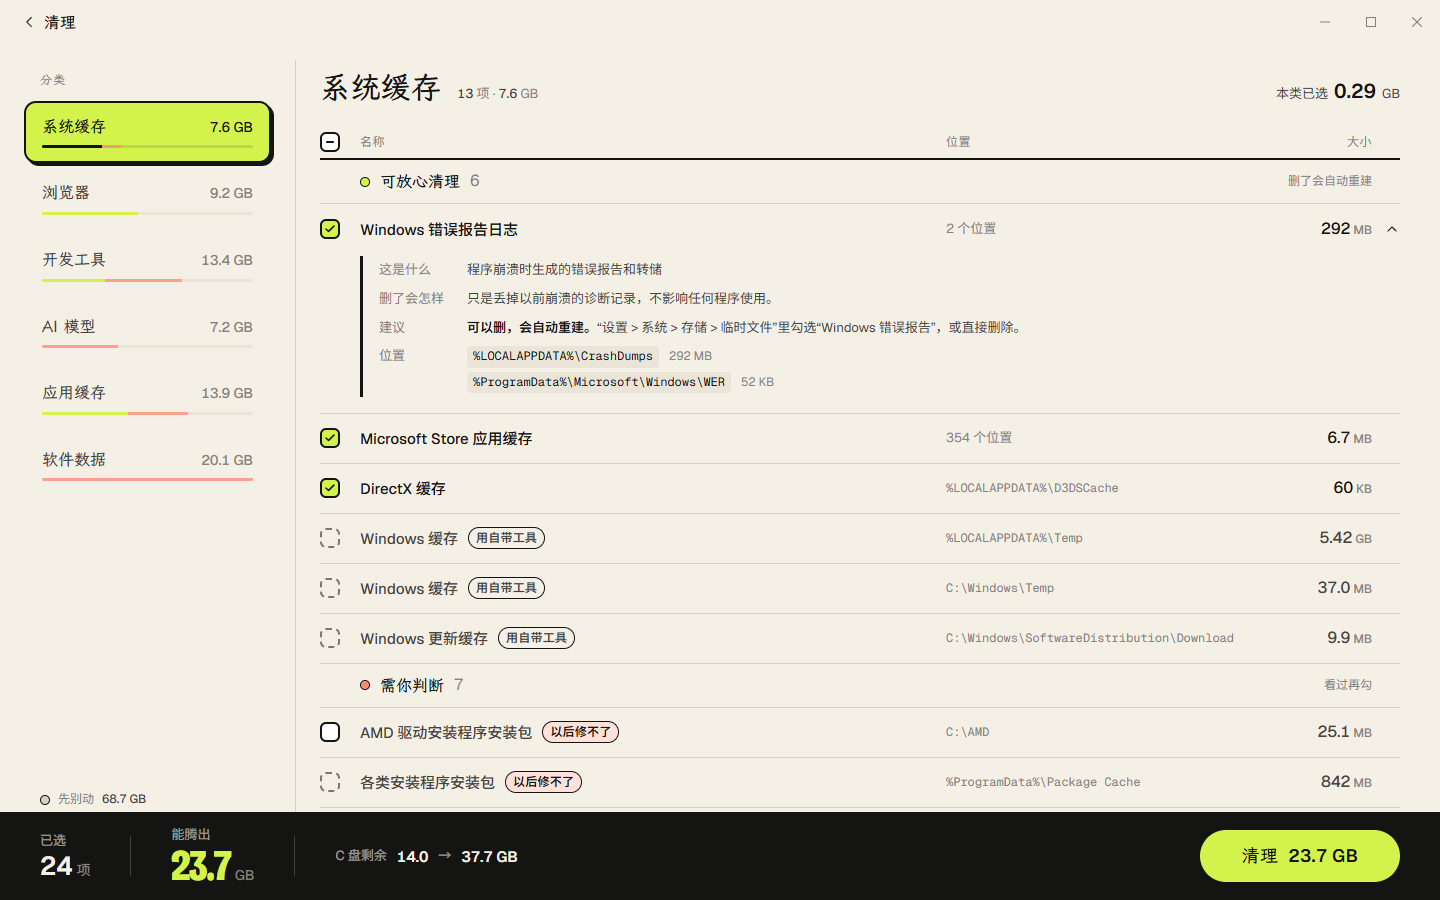 清理
分类
系统缓存 7.6 GB
浏览器 9.2 GB
开发工具 13.4 GB
AI 模型 7.2 GB
应用缓存 13.9 GB
软件数据 20.1 GB
先别动 68.7 GB
系统缓存 13 项 · 7.6 GB 本类已选 0.29 GB
名称 位置 大小
可放心清理 6 删了会自动重建
Windows 错误报告日志 2 个位置 292 MB
这是什么 程序崩溃时生成的错误报告和转储
删了会怎样 只是丢掉以前崩溃的诊断记录，不影响任何程序使用。
建议 可以删，会自动重建。“设置 > 系统 > 存储 > 临时文件”里勾选“Windows 错误报告”，或直接删除。
位置 %LOCALAPPDATA%\CrashDumps 292 MB
%ProgramData%\Microsoft\Windows\WER 52 KB
Microsoft Store 应用缓存 354 个位置 6.7 MB
DirectX 缓存 %LOCALAPPDATA%\D3DSCache 60 KB
Windows 缓存 用自带工具 %LOCALAPPDATA%\Temp 5.42 GB
Windows 缓存 用自带工具 C:\Windows\Temp 37.0 MB
Windows 更新缓存 用自带工具 C:\Windows\SoftwareDistribution\Download 9.9 MB
需你判断 7 看过再勾
AMD 驱动安装程序安装包 以后修不了 C:\AMD 25.1 MB
各类安装程序安装包 以后修不了 %ProgramData%\Package Cache 842 MB
已选 24 项
能腾出 23.7 GB
C 盘剩余 14.0 → 37.7 GB
清理 23.7 GB